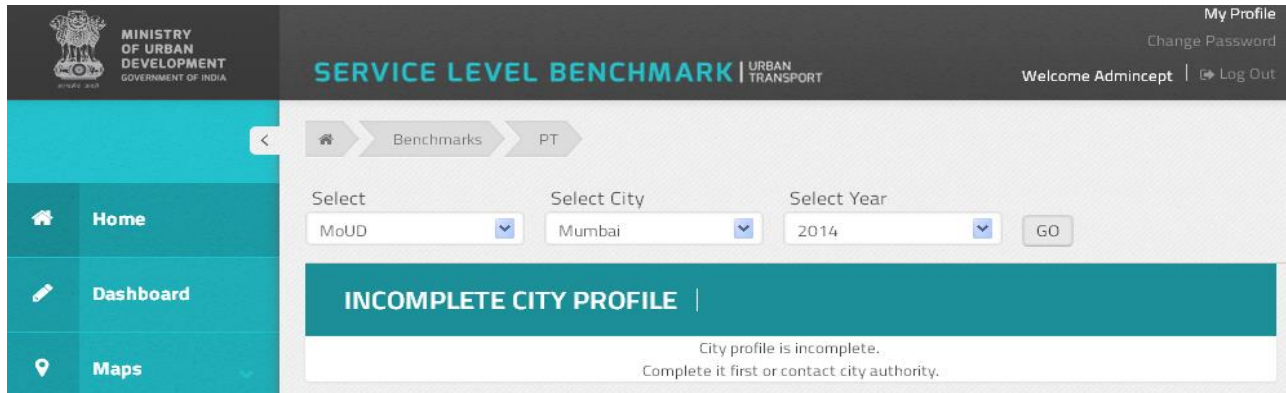 MINISTRY
OF URBAN
DEVELOPMENT
GOVERNMENT OF INDIA
SERVICE LEVEL BENCHMARK | URBAN
TRANSPORT
My Profile
Change Password
Welcome Admincept | Log Out
Benchmarks PT
Select Select City Select Year
MoUD Mumbai 2014 GO
Home
Dashboard
Maps
INCOMPLETE CITY PROFILE |
City profile is incomplete.
Complete it first or contact city authority.